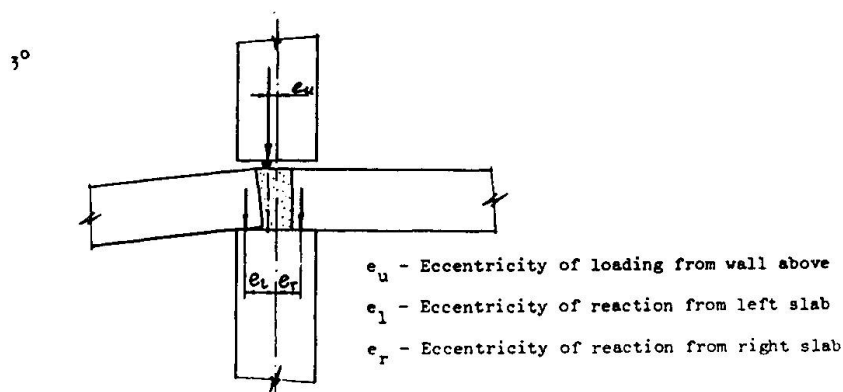 3°
e_u
e_l e_r
e_u - Eccentricity of loading from wall above
e_l - Eccentricity of reaction from left slab
e_r - Eccentricity of reaction from right slab